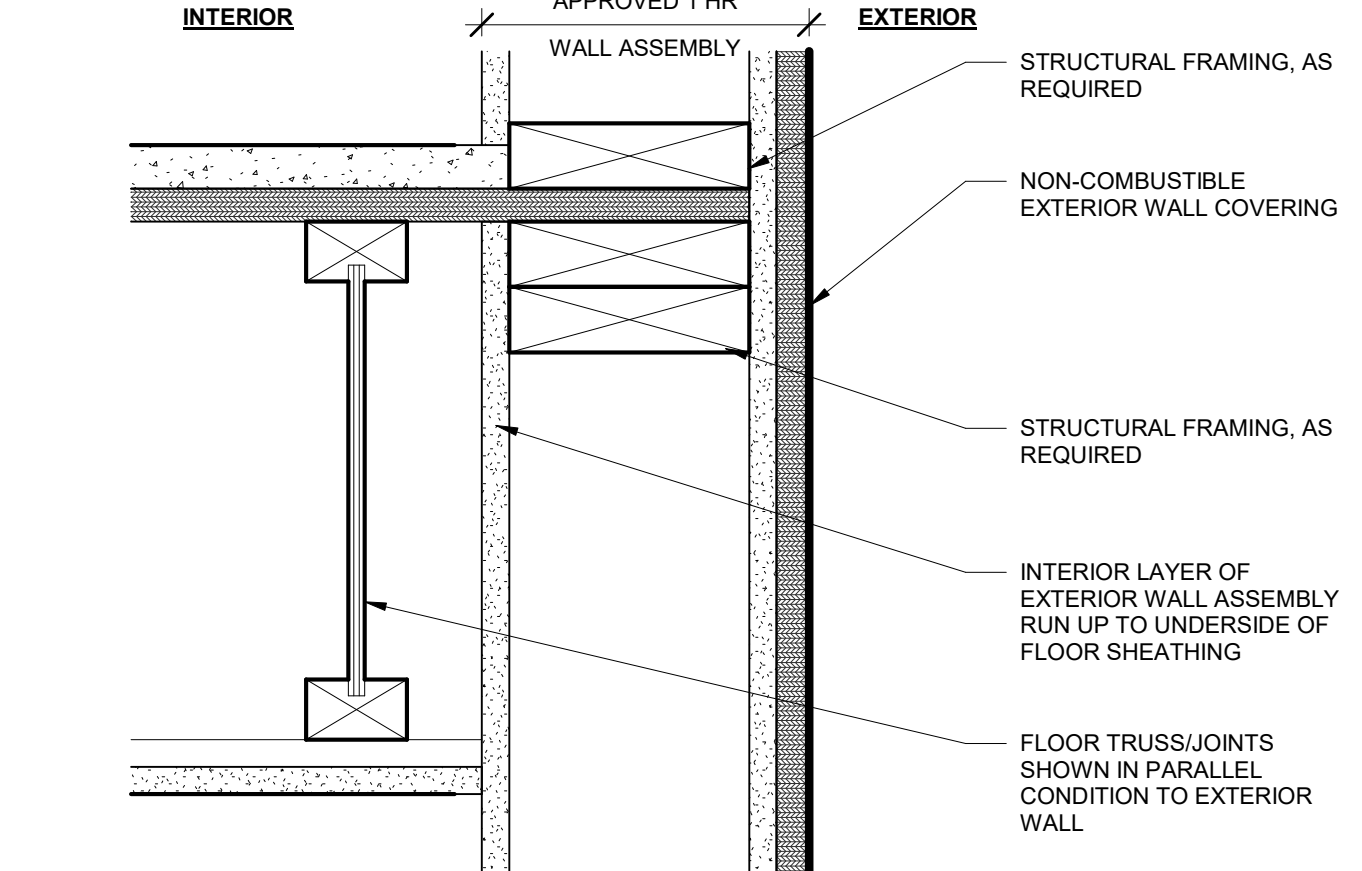 INTERIOR
APPROVED 1 HR
WALL ASSEMBLY
EXTERIOR
STRUCTURAL FRAMING, AS
REQUIRED
NON-COMBUSTIBLE
EXTERIOR WALL COVERING
STRUCTURAL FRAMING, AS
REQUIRED
INTERIOR LAYER OF
EXTERIOR WALL ASSEMBLY
RUN UP TO UNDERSIDE OF
FLOOR SHEATHING
FLOOR TRUSS/JOINTS
SHOWN IN PARALLEL
CONDITION TO EXTERIOR
WALL